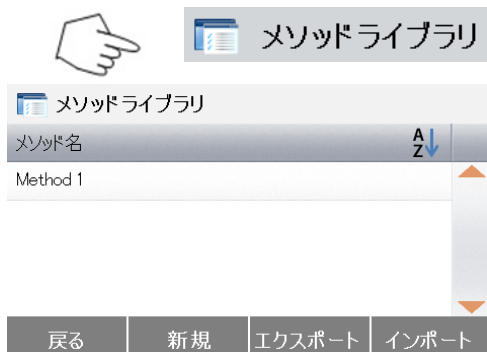 メソッドライブラリ
メソッドライブラリ
メソッド名 AZ
Method 1
戻る 新規 エクスポート インポート